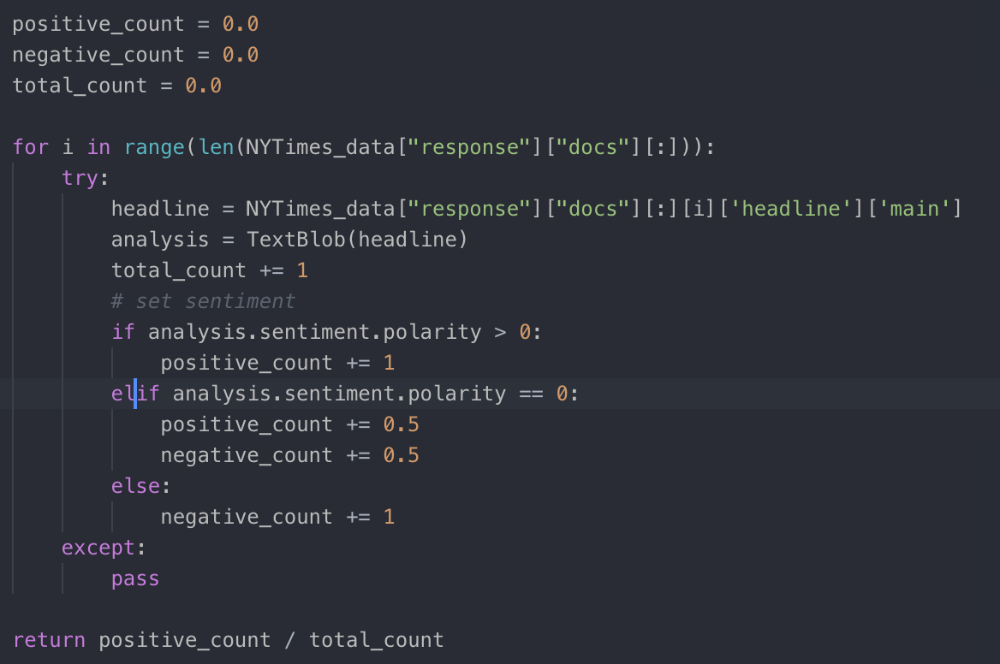 positive_count = 0.0
negative_count = 0.0
total_count = 0.0

for i in range(len(NYTimes_data["response"]["docs"][:])):
    try:
        headline = NYTimes_data["response"]["docs"][:][i]['headline']['main']
        analysis = TextBlob(headline)
        total_count += 1
        # set sentiment
        if analysis.sentiment.polarity > 0:
            positive_count += 1
        elif analysis.sentiment.polarity == 0:
            positive_count += 0.5
            negative_count += 0.5
        else:
            negative_count += 1
    except:
        pass

return positive_count / total_count